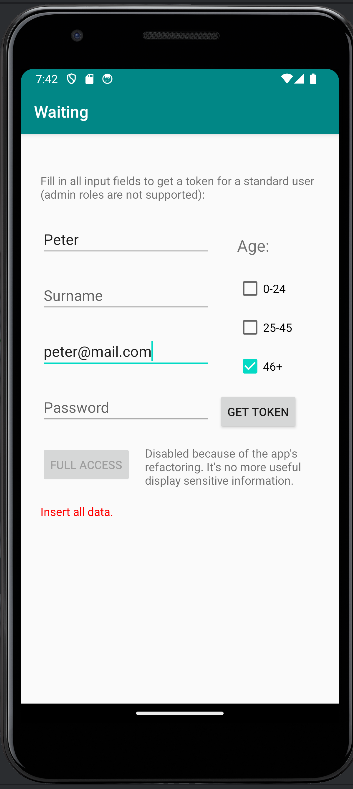 7:42
Waiting
Fill in all input fields to get a token for a standard user
(admin roles are not supported):
Peter
Age:
0-24
Surname
25-45
peter@mail.com
46+
Password
GET TOKEN
FULL ACCESS
Disabled because of the app's
refactoring. It's no more useful
display sensitive information.
Insert all data.